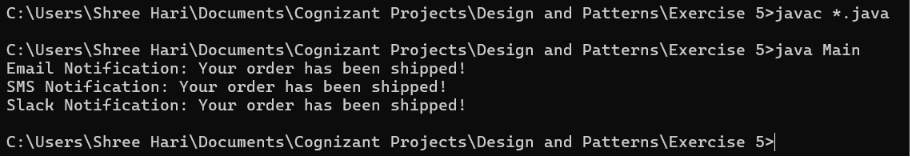 C:\Users\Shree Hari\Documents\Cognizant Projects\Design and Patterns\Exercise 5>javac *.java
C:\Users\Shree Hari\Documents\Cognizant Projects\Design and Patterns\Exercise 5>java Main
Email Notification: Your order has been shipped!
SMS Notification: Your order has been shipped!
Slack Notification: Your order has been shipped!
C:\Users\Shree Hari\Documents\Cognizant Projects\Design and Patterns\Exercise 5>